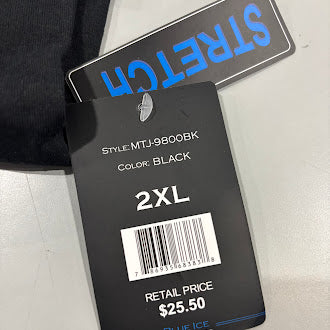 STRETCH
STYLE: MTJ-9800BK
COLOR: BLACK
2XL
RETAIL PRICE
$25.50
BLUE ICE